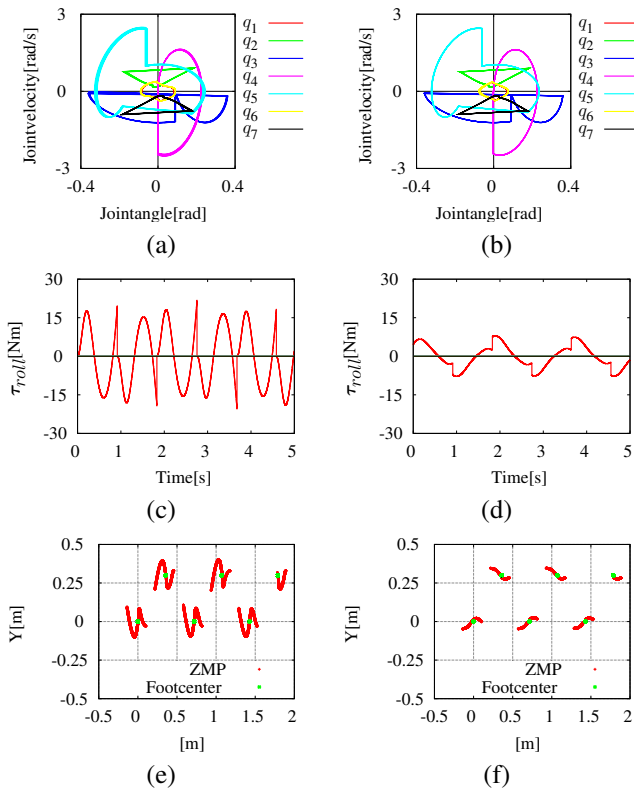 3
0
-3
-0.4
0
0.4
Jointvelocity[rad/s]
Jointangle[rad]
q1
q2
q3
q4
q5
q6
q7
(a)
3
0
-3
-0.4
0
0.4
Jointvelocity[rad/s]
Jointangle[rad]
q1
q2
q3
q4
q5
q6
q7
(b)
30
15
0
-15
-30
0 1 2 3 4 5
τroll[Nm]
Time[s]
(c)
30
15
0
-15
-30
0 1 2 3 4 5
τroll[Nm]
Time[s]
(d)
0.5
0.25
0
-0.25
-0.5
-0.5 0 0.5 1 1.5 2
Y[m]
ZMP
Footcenter
[m]
(e)
0.5
0.25
0
-0.25
-0.5
-0.5 0 0.5 1 1.5 2
Y[m]
ZMP
Footcenter
[m]
(f)